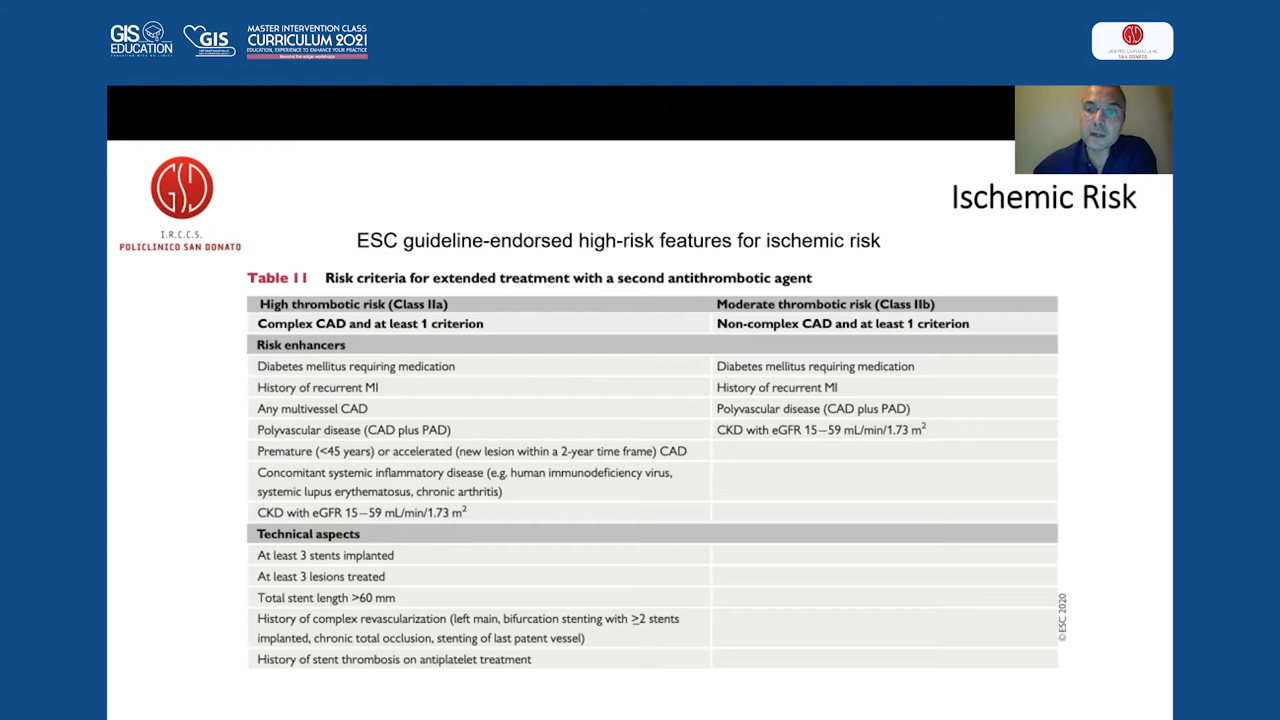 GIS
EDUCATION
GIS
MASTER INTERVENTION CLASS
CURRICULUM 2021
EDUCATION, EXPERIENCE TO ENHANCE YOUR PRACTICE
Beyond the edge workshops
SAN DONATO
GSD
I.R.C.C.S.
POLICLINICO SAN DONATO
Ischemic Risk
ESC guideline-endorsed high-risk features for ischemic risk
Table 11 Risk criteria for extended treatment with a second antithrombotic agent
High thrombotic risk (Class IIa) Moderate thrombotic risk (Class IIb)
Complex CAD and at least 1 criterion Non-complex CAD and at least 1 criterion
Risk enhancers
Diabetes mellitus requiring medication Diabetes mellitus requiring medication
History of recurrent MI History of recurrent MI
Any multivessel CAD Polyvascular disease (CAD plus PAD)
Polyvascular disease (CAD plus PAD) CKD with eGFR 15–59 mL/min/1.73 m²
Premature (<45 years) or accelerated (new lesion within a 2-year time frame) CAD
Concomitant systemic inflammatory disease (e.g. human immunodeficiency virus,
systemic lupus erythematosus, chronic arthritis)
CKD with eGFR 15–59 mL/min/1.73 m²
Technical aspects
At least 3 stents implanted
At least 3 lesions treated
Total stent length >60 mm
History of complex revascularization (left main, bifurcation stenting with ≥2 stents
implanted, chronic total occlusion, stenting of last patent vessel)
History of stent thrombosis on antiplatelet treatment
©ESC 2020